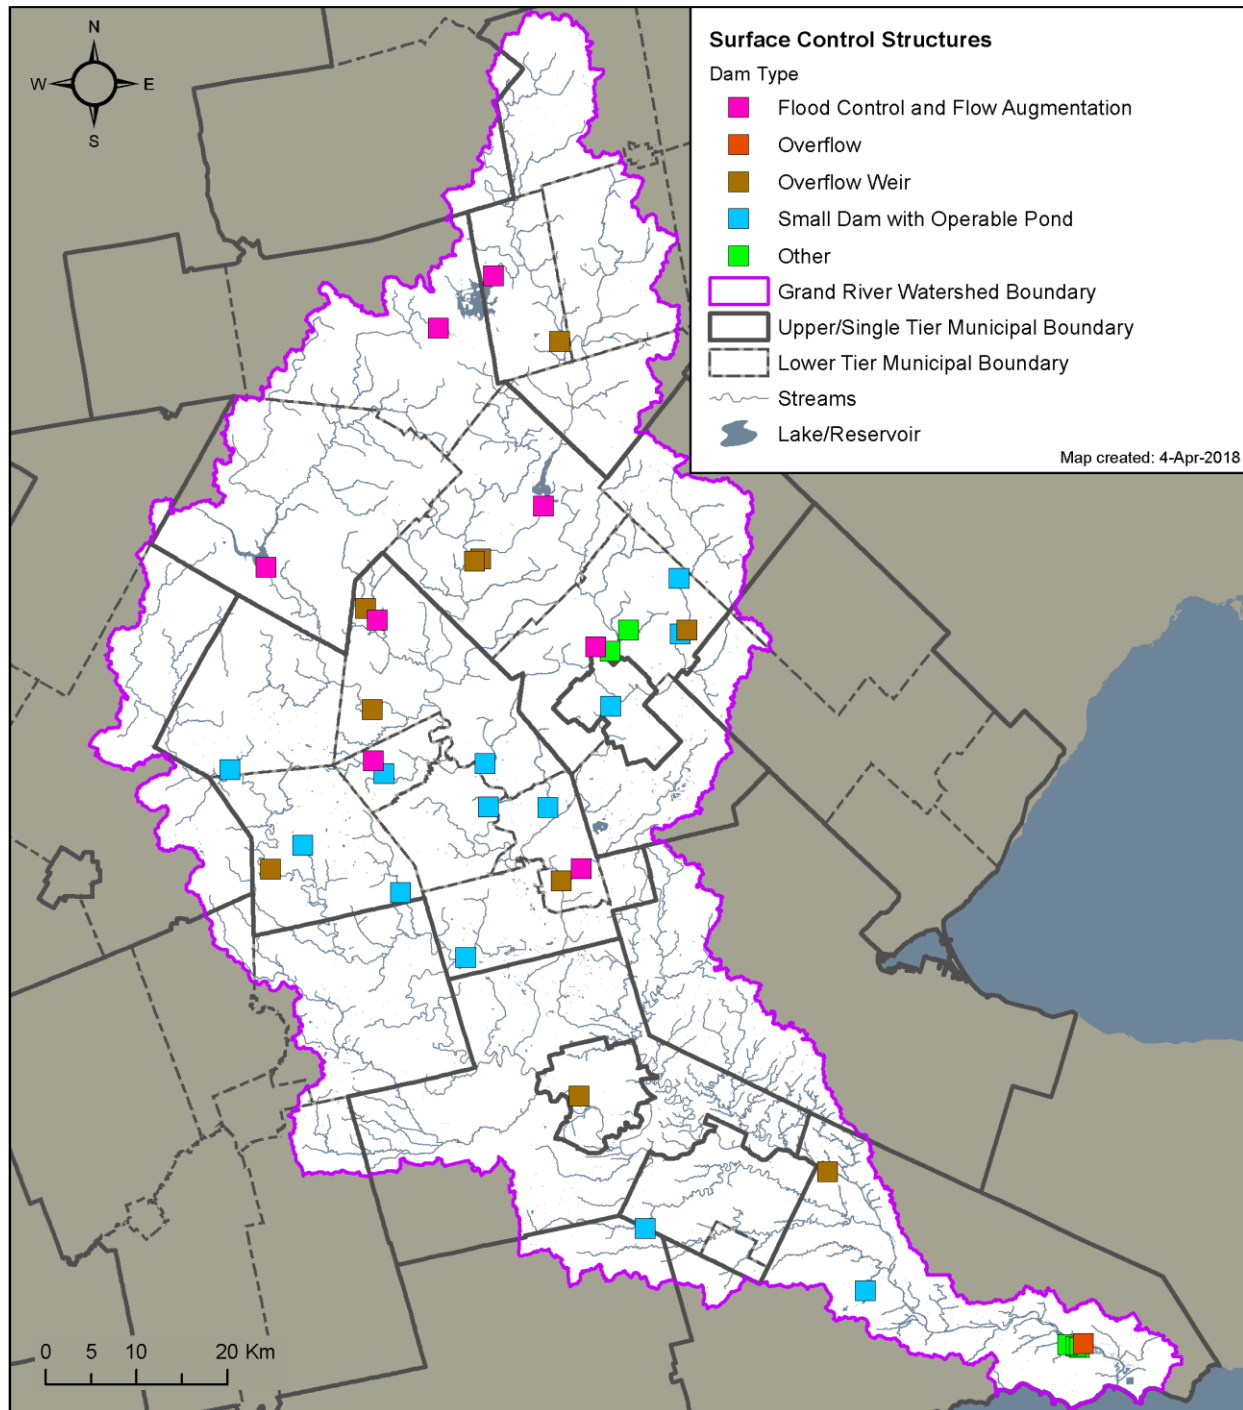 N
W E
S
Surface Control Structures
Dam Type
Flood Control and Flow Augmentation
Overflow
Overflow Weir
Small Dam with Operable Pond
Other
Grand River Watershed Boundary
Upper/Single Tier Municipal Boundary
Lower Tier Municipal Boundary
Streams
Lake/Reservoir
Map created: 4-Apr-2018
0 5 10 20 Km